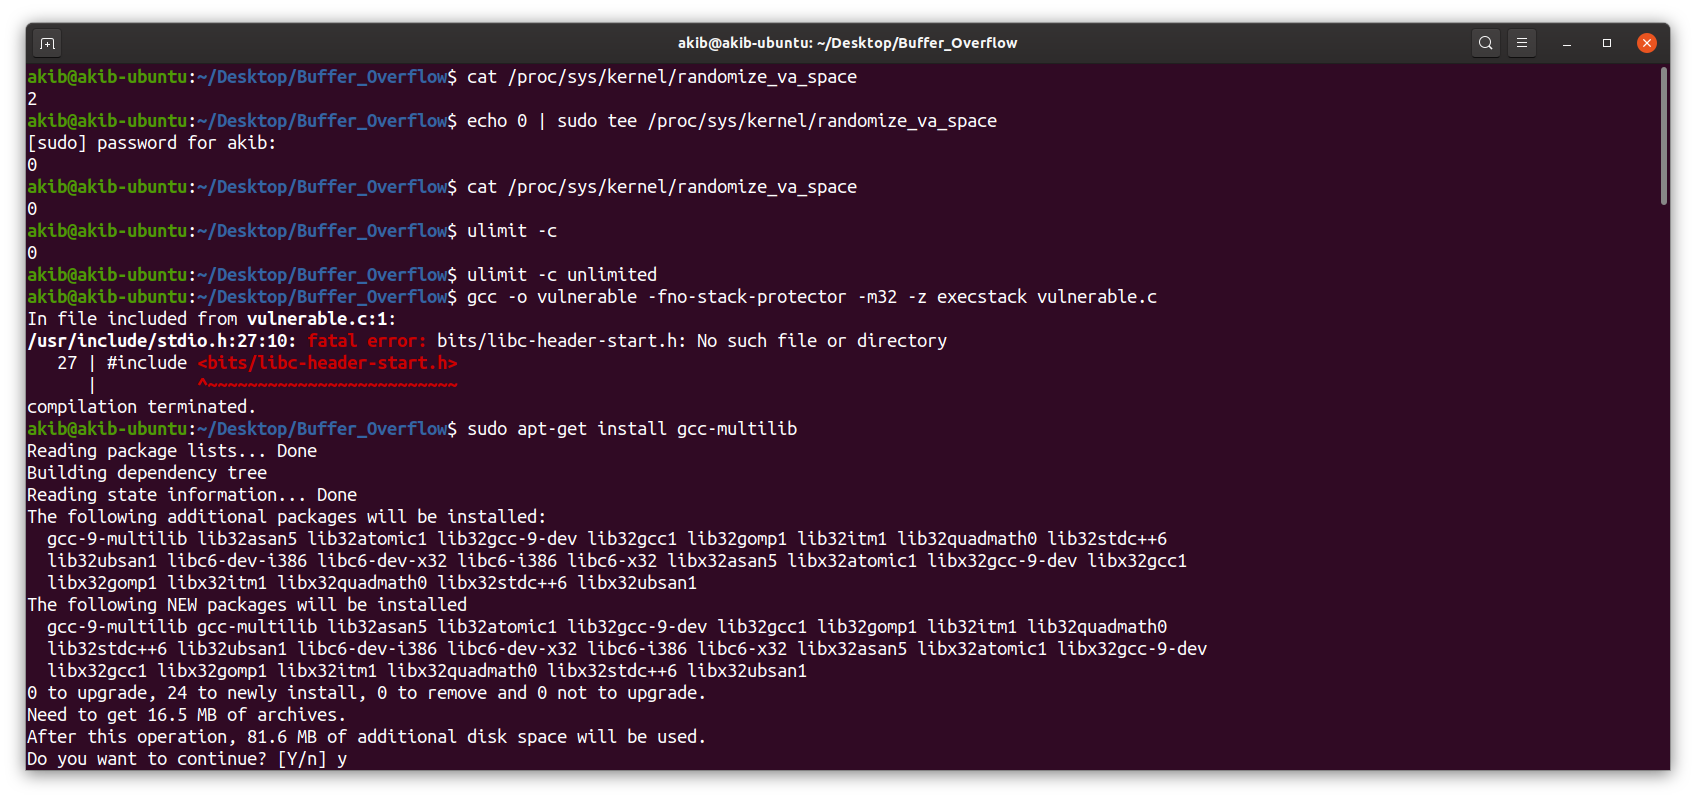 akib@akib-ubuntu: ~/Desktop/Buffer_Overflow
akib@akib-ubuntu:~/Desktop/Buffer_Overflow$ cat /proc/sys/kernel/randomize_va_space
2
akib@akib-ubuntu:~/Desktop/Buffer_Overflow$ echo 0 | sudo tee /proc/sys/kernel/randomize_va_space
[sudo] password for akib:
0
akib@akib-ubuntu:~/Desktop/Buffer_Overflow$ cat /proc/sys/kernel/randomize_va_space
0
akib@akib-ubuntu:~/Desktop/Buffer_Overflow$ ulimit -c
0
akib@akib-ubuntu:~/Desktop/Buffer_Overflow$ ulimit -c unlimited
akib@akib-ubuntu:~/Desktop/Buffer_Overflow$ gcc -o vulnerable -fno-stack-protector -m32 -z execstack vulnerable.c
In file included from vulnerable.c:1:
/usr/include/stdio.h:27:10: fatal error: bits/libc-header-start.h: No such file or directory
   27 | #include <bits/libc-header-start.h>
      |          ^~~~~~~~~~~~~~~~~~~~~~~~~~
compilation terminated.
akib@akib-ubuntu:~/Desktop/Buffer_Overflow$ sudo apt-get install gcc-multilib
Reading package lists... Done
Building dependency tree
Reading state information... Done
The following additional packages will be installed:
  gcc-9-multilib lib32asan5 lib32atomic1 lib32gcc-9-dev lib32gcc1 lib32gomp1 lib32itm1 lib32quadmath0 lib32stdc++6
  lib32ubsan1 libc6-dev-i386 libc6-dev-x32 libc6-i386 libc6-x32 libx32asan5 libx32atomic1 libx32gcc-9-dev libx32gcc1
  libx32gomp1 libx32itm1 libx32quadmath0 libx32stdc++6 libx32ubsan1
The following NEW packages will be installed
  gcc-9-multilib gcc-multilib lib32asan5 lib32atomic1 lib32gcc-9-dev lib32gcc1 lib32gomp1 lib32itm1 lib32quadmath0
  lib32stdc++6 lib32ubsan1 libc6-dev-i386 libc6-dev-x32 libc6-i386 libc6-x32 libx32asan5 libx32atomic1 libx32gcc-9-dev
  libx32gcc1 libx32gomp1 libx32itm1 libx32quadmath0 libx32stdc++6 libx32ubsan1
0 to upgrade, 24 to newly install, 0 to remove and 0 not to upgrade.
Need to get 16.5 MB of archives.
After this operation, 81.6 MB of additional disk space will be used.
Do you want to continue? [Y/n] y